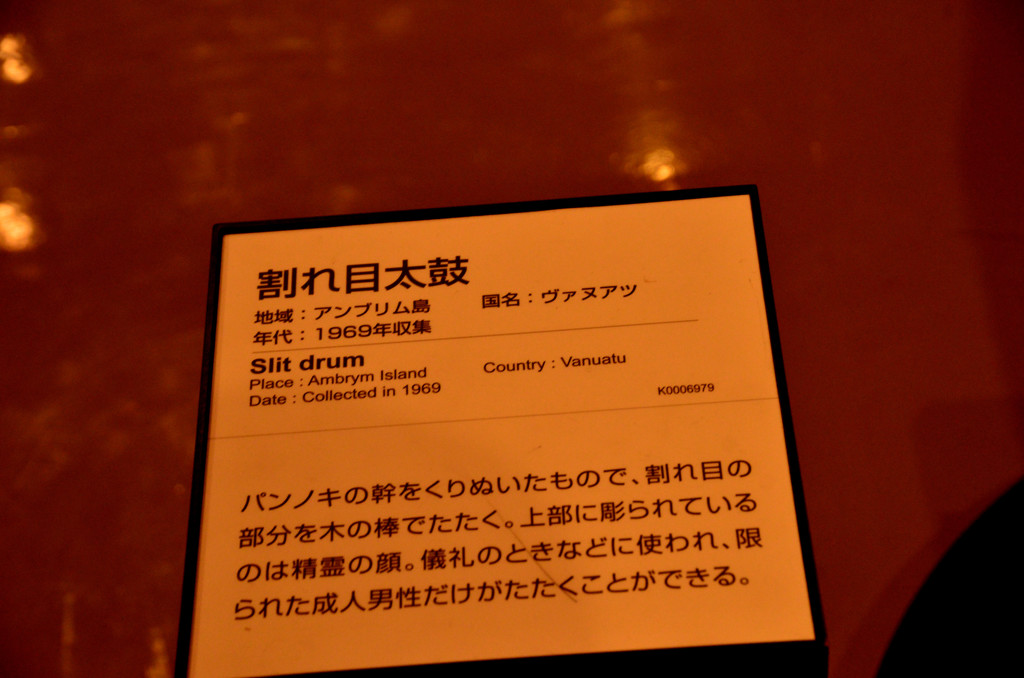 割れ目太鼓
地域：アンブリム島 国名：ヴァヌアツ
年代：1969年収集
Slit drum
Place : Ambrym Island Country : Vanuatu
Date : Collected in 1969 K0006979
パンノキの幹をくりぬいたもので、割れ目の
部分を木の棒でたたく。上部に彫られている
のは精霊の顔。儀礼のときなどに使われ、限
られた成人男性だけがたたくことができる。